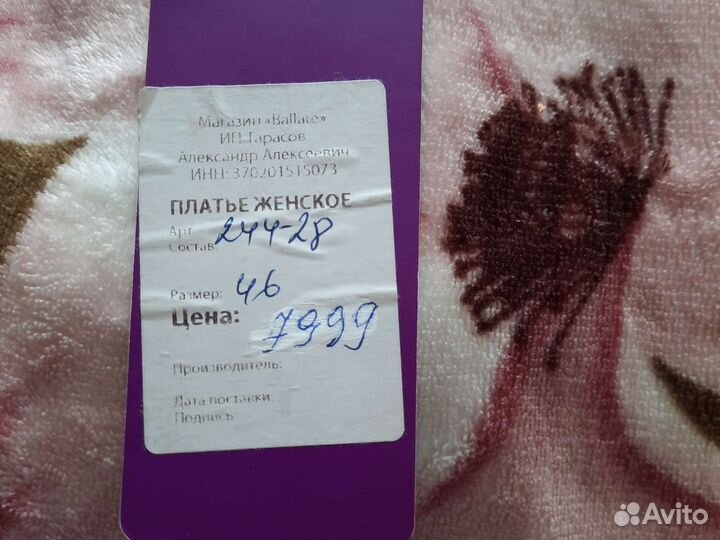 Магазин «Ballare»
ИП Тарасов
Александр Алексеевич
ИНН: 370201515073
ПЛАТЬЕ ЖЕНСКОЕ
Арт 244-28
Состав:
Размер: 46
Цена: 7999
Производитель:
Дата поставки:
Подпись:
Avito